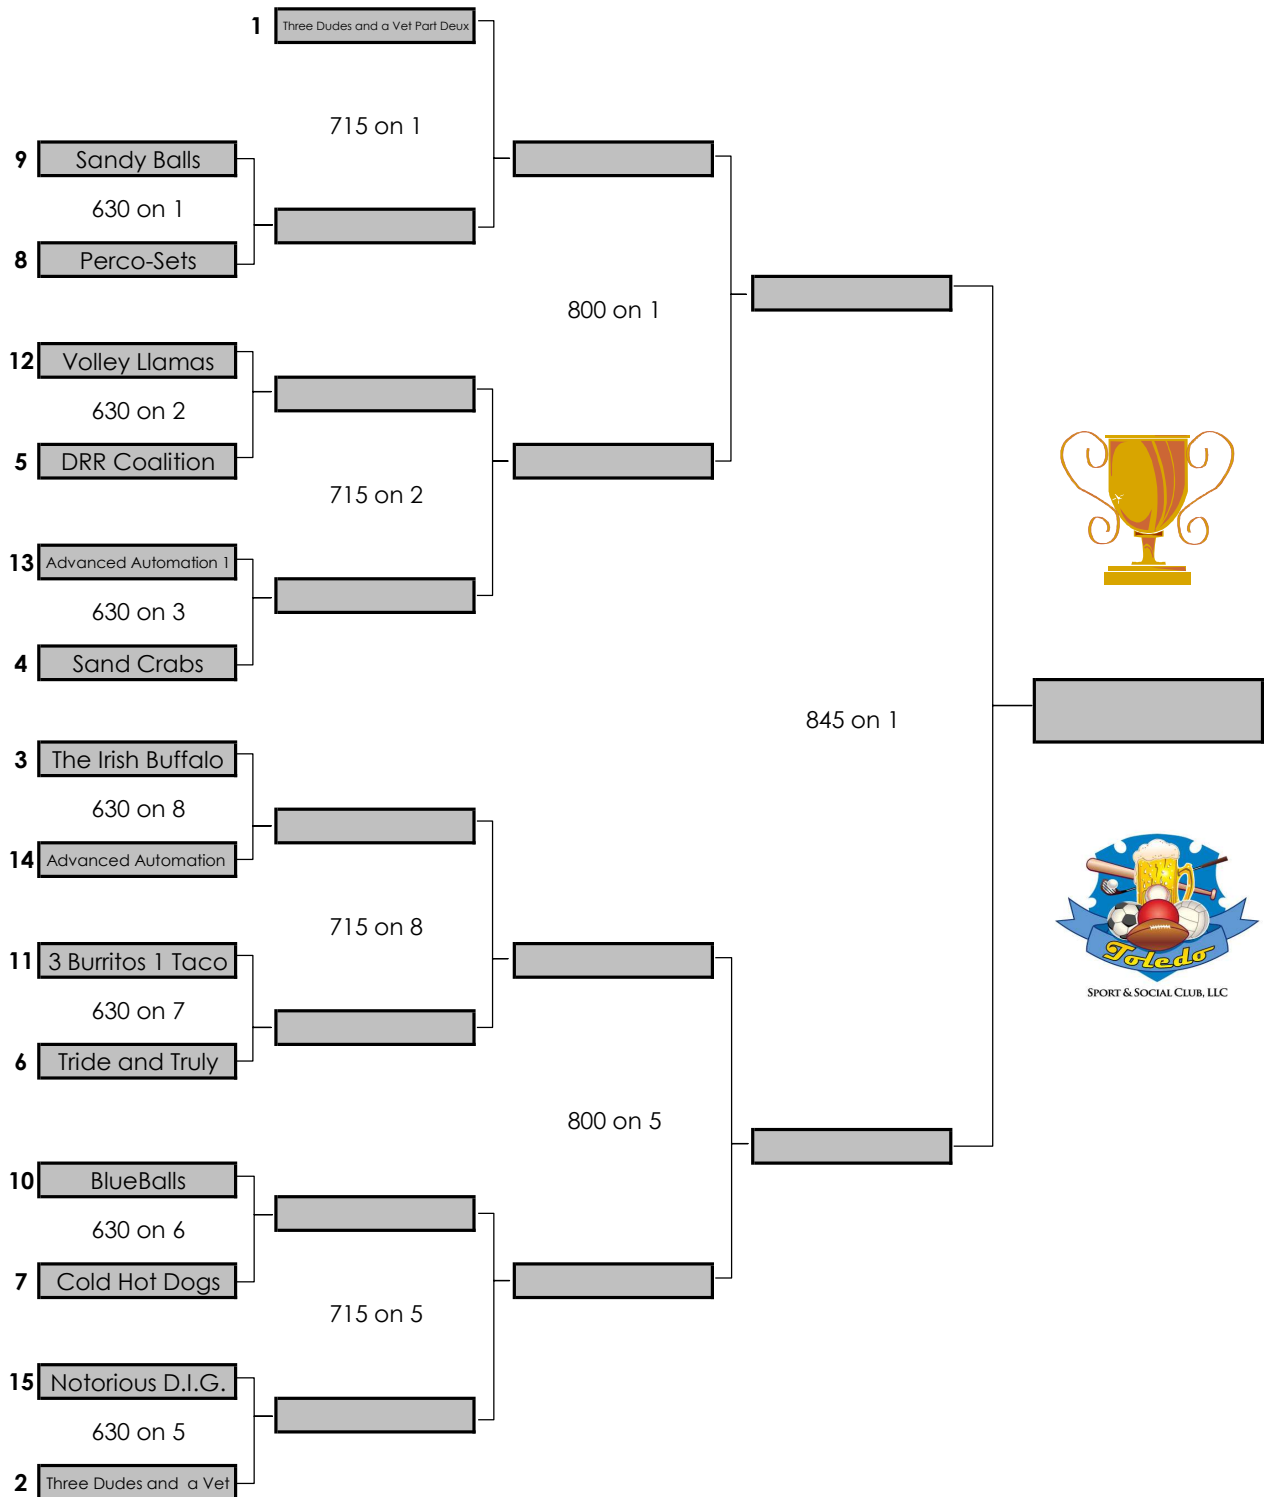 1 Three Dudes and a Vet Part Deux
715 on 1
9 Sandy Balls
630 on 1
8 Perco-Sets
800 on 1
12 Volley Llamas
630 on 2
5 DRR Coalition
715 on 2
13 Advanced Automation 1
630 on 3
4 Sand Crabs
845 on 1
3 The Irish Buffalo
630 on 8
14 Advanced Automation
715 on 8
11 3 Burritos 1 Taco
630 on 7
6 Tride and Truly
Toledo
SPORT & SOCIAL CLUB, LLC
800 on 5
10 BlueBalls
630 on 6
7 Cold Hot Dogs
715 on 5
15 Notorious D.I.G.
630 on 5
2 Three Dudes and a Vet